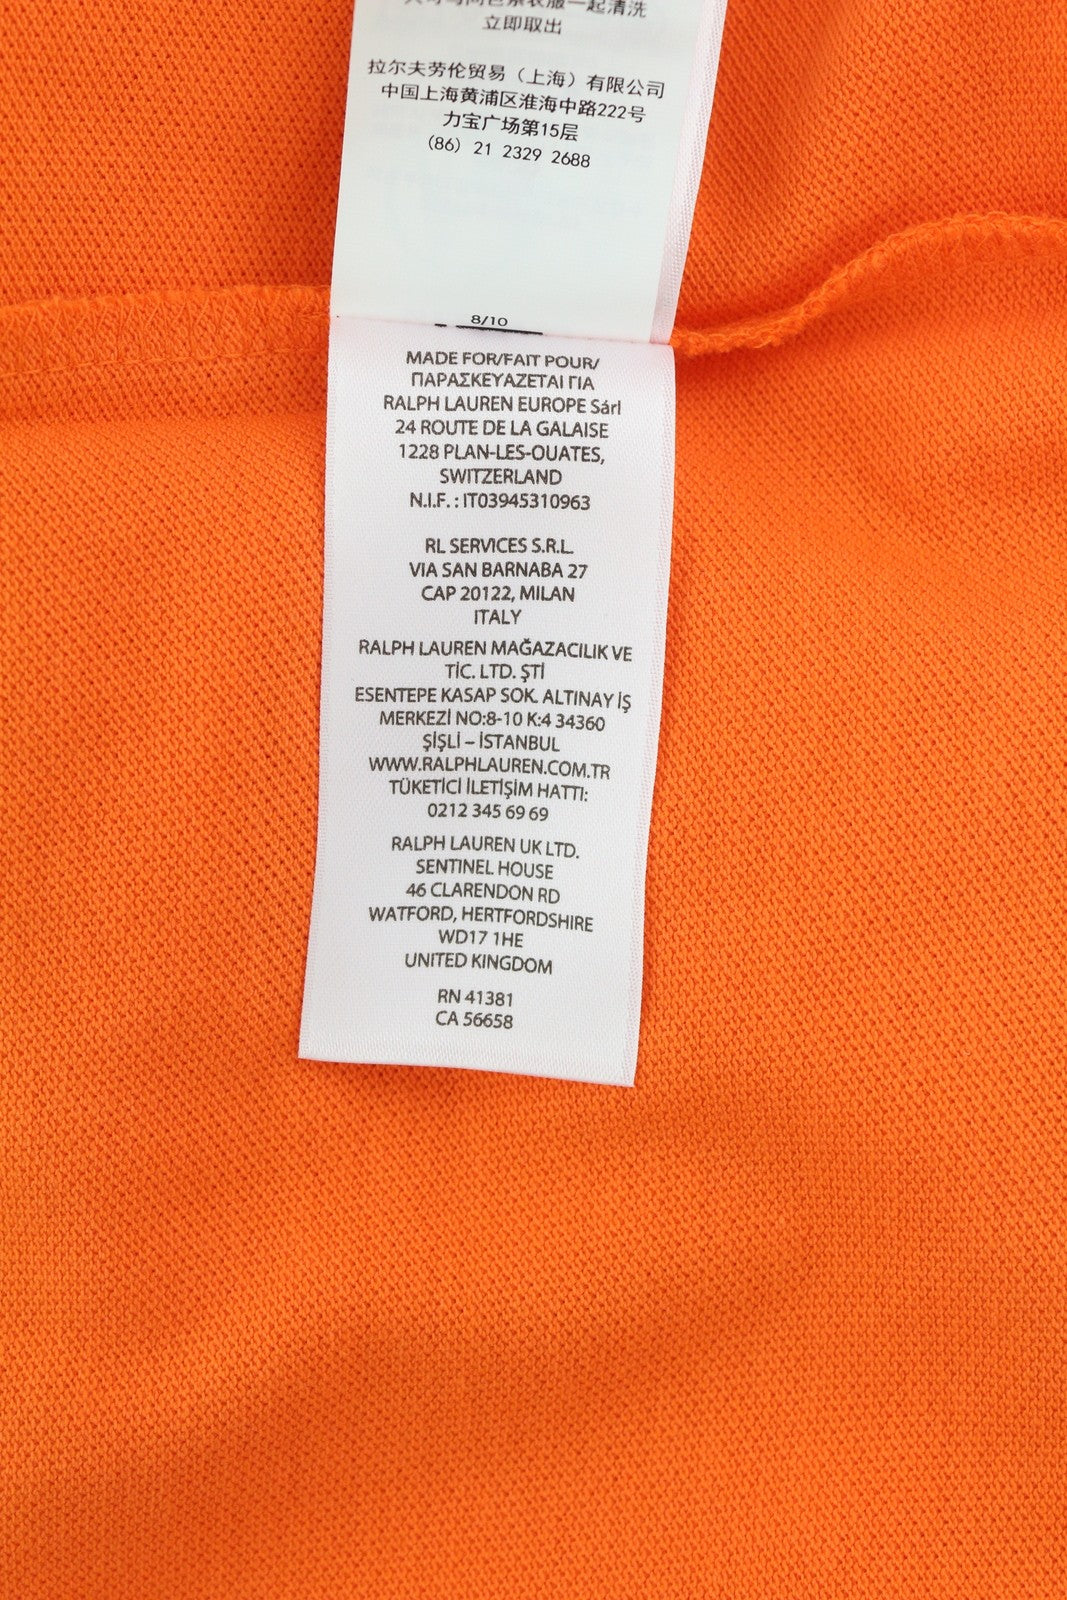 一起清洗
立即取出
拉尔夫劳伦贸易（上海）有限公司
中国上海黄浦区淮海中路222号
力宝广场第15层
(86) 21 2329 2688
8/10
MADE FOR/FAIT POUR/
ΠΑΡΑΣΚΕΥΑΖΕΤΑΙ ΓΙΑ
RALPH LAUREN EUROPE Sárl
24 ROUTE DE LA GALAISE
1228 PLAN-LES-OUATES,
SWITZERLAND
N.I.F. : IT03945310963
RL SERVICES S.R.L.
VIA SAN BARNABA 27
CAP 20122, MILAN
ITALY
RALPH LAUREN MAĞAZACILIK VE
TİC. LTD. ŞTİ
ESENTEPE KASAP SOK. ALTINAY İŞ
MERKEZİ NO:8-10 K:4 34360
ŞİŞLİ – İSTANBUL
WWW.RALPHLAUREN.COM.TR
TÜKETİCİ İLETİŞİM HATTI:
0212 345 69 69
RALPH LAUREN UK LTD.
SENTINEL HOUSE
46 CLARENDON RD
WATFORD, HERTFORDSHIRE
WD17 1HE
UNITED KINGDOM
RN 41381
CA 56658